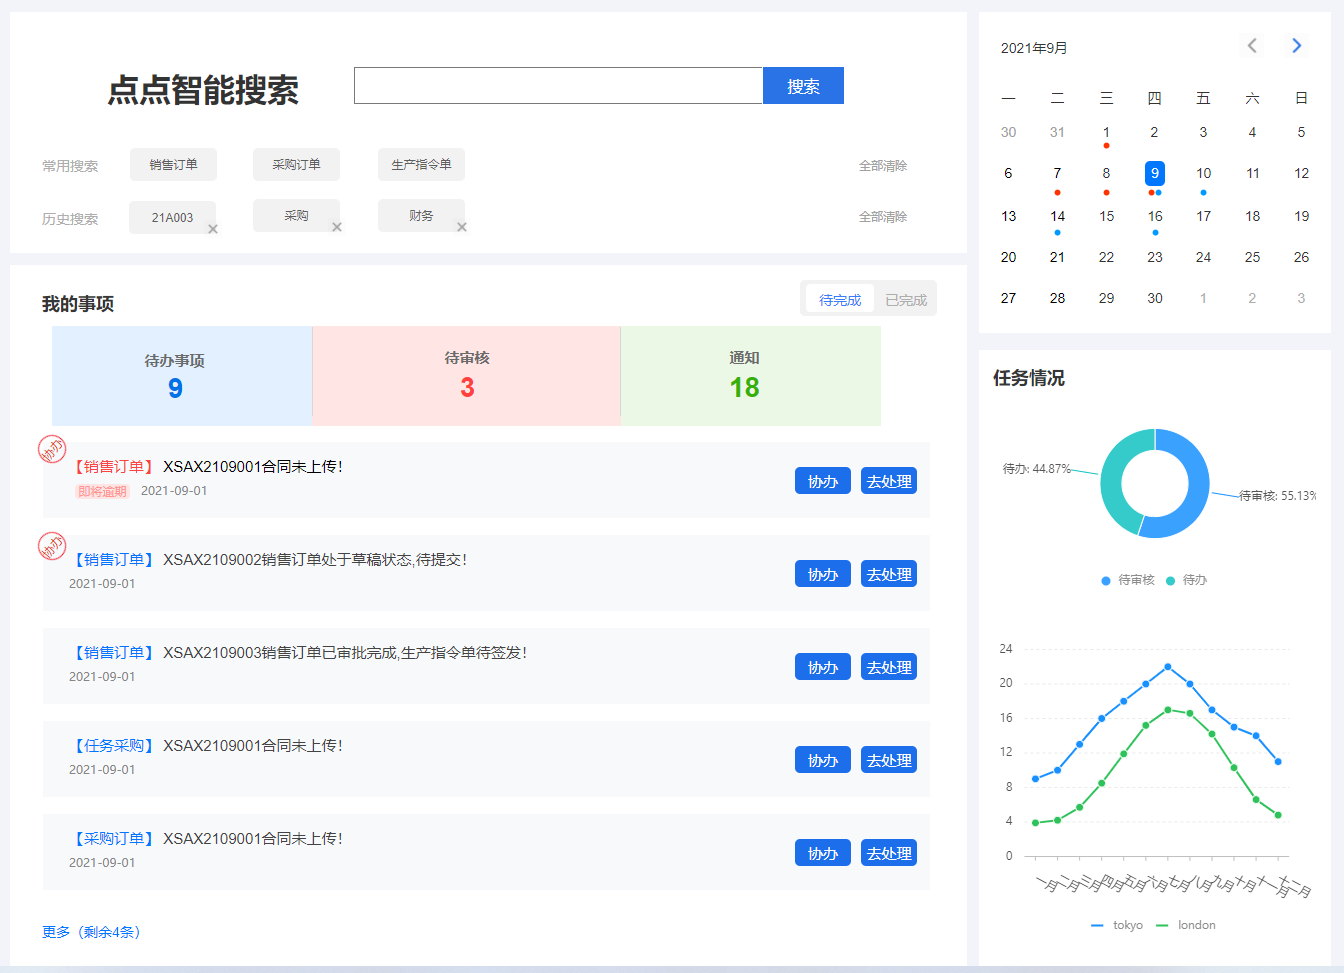 点点智能搜索
搜索
常用搜索 销售订单 采购订单 生产指令单 全部清除
历史搜索 21A003 采购 财务 全部清除
我的事项
待完成 已完成
待办事项 待审核 通知
9 3 18
协办
【销售订单】 XSAX2109001合同未上传!
即将逾期 2021-09-01
协办 去处理
协办
【销售订单】 XSAX2109002销售订单处于草稿状态,待提交!
2021-09-01
协办 去处理
【销售订单】 XSAX2109003销售订单已审批完成,生产指令单待签发!
2021-09-01
协办 去处理
【任务采购】 XSAX2109001合同未上传!
2021-09-01
协办 去处理
【采购订单】 XSAX2109001合同未上传!
2021-09-01
协办 去处理
更多（剩余4条）
2021年9月
一 二 三 四 五 六 日
30 31 1 2 3 4 5
6 7 8 9 10 11 12
13 14 15 16 17 18 19
20 21 22 23 24 25 26
27 28 29 30 1 2 3
任务情况
待办: 44.87%
待审核: 55.13%
待审核 待办
24
20
16
12
8
4
0
一月 二月 三月 四月 五月 六月 七月 八月 九月 十月 十一月 十二月
tokyo london